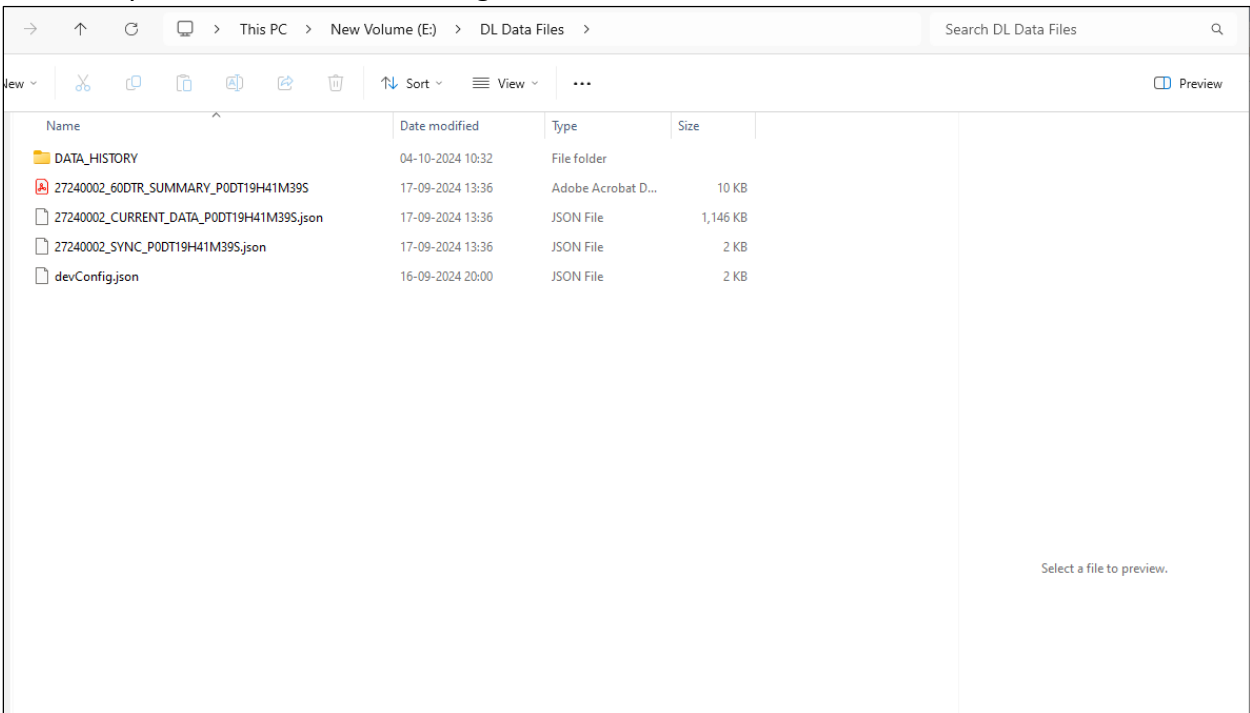 This PC > New Volume (E:) > DL Data Files >
Search DL Data Files
Sort
View
...
Preview
Name Date modified Type Size
DATA_HISTORY 04-10-2024 10:32 File folder
27240002_60DTR_SUMMARY_P0DT19H41M39S 17-09-2024 13:36 Adobe Acrobat D... 10 KB
27240002_CURRENT_DATA_P0DT19H41M39S.json 17-09-2024 13:36 JSON File 1,146 KB
27240002_SYNC_P0DT19H41M39S.json 17-09-2024 13:36 JSON File 2 KB
devConfig.json 16-09-2024 20:00 JSON File 2 KB
Select a file to preview.